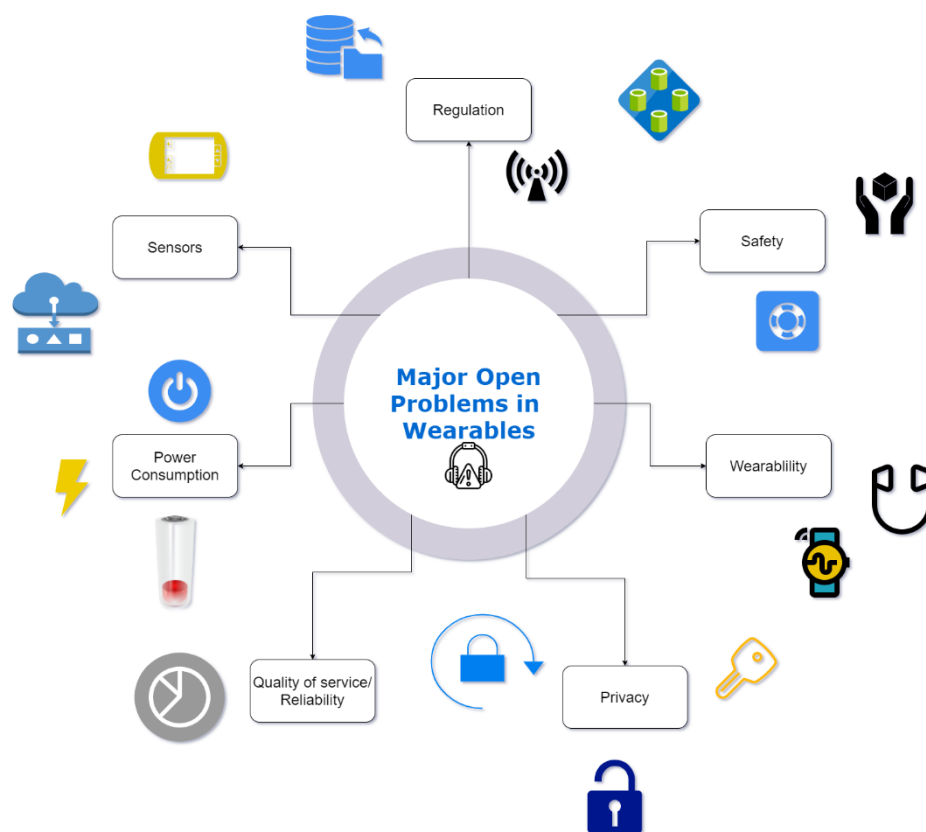 Regulation
Sensors
Safety
Major Open
Problems in
Wearables
Power
Consumption
Wearablility
Quality of service/
Reliability
Privacy